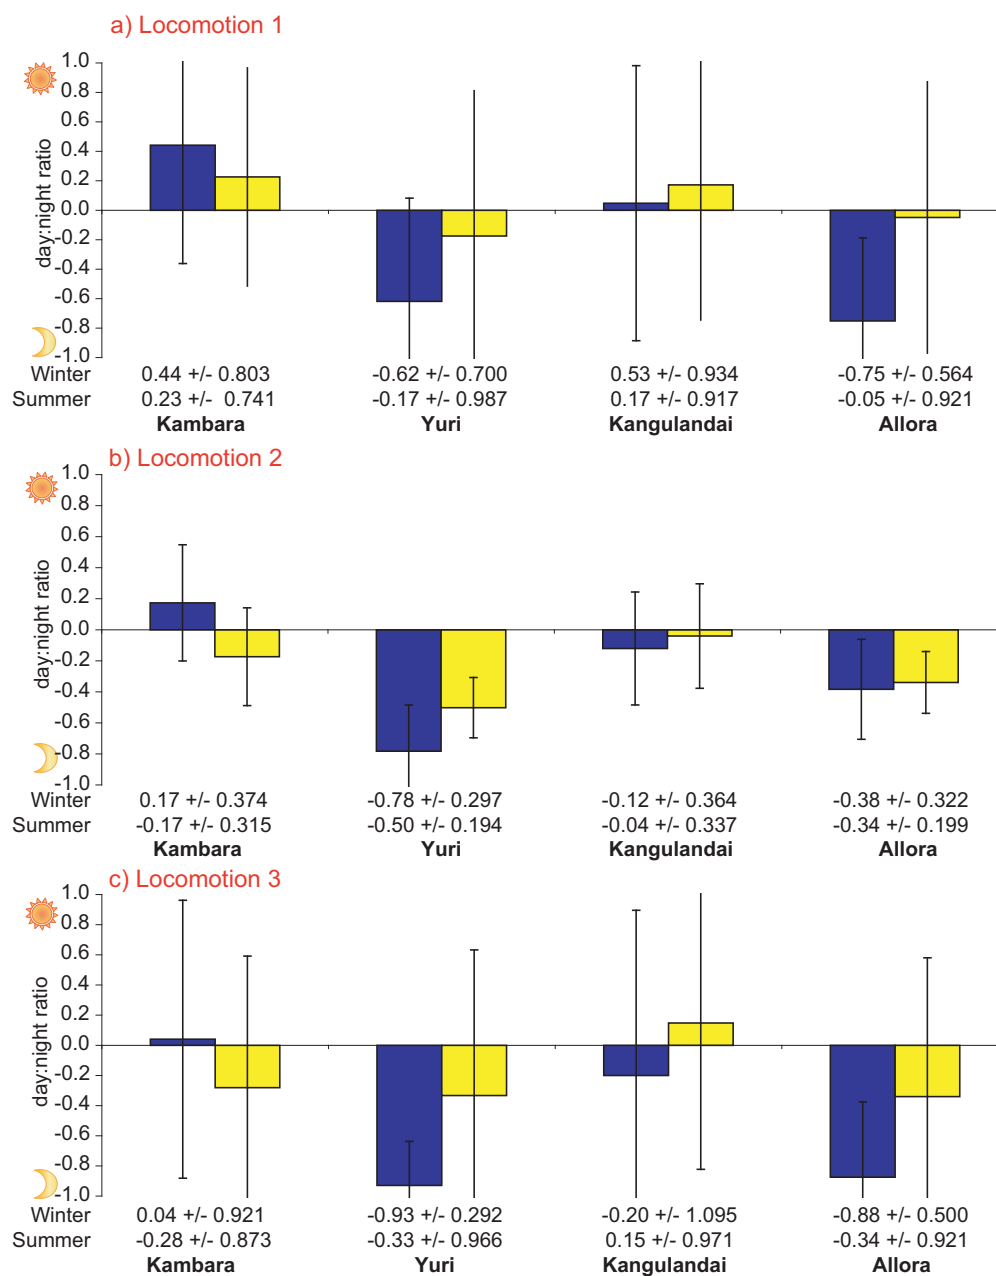 a) Locomotion 1
1.0
0.8
0.6
0.4
0.2
0.0
-0.2
-0.4
-0.6
-0.8
-1.0
day:night ratio
Winter 0.44 +/- 0.803 -0.62 +/- 0.700 0.53 +/- 0.934 -0.75 +/- 0.564
Summer 0.23 +/- 0.741 -0.17 +/- 0.987 0.17 +/- 0.917 -0.05 +/- 0.921
Kambara Yuri Kangulandai Allora
b) Locomotion 2
1.0
0.8
0.6
0.4
0.2
0.0
-0.2
-0.4
-0.6
-0.8
-1.0
day:night ratio
Winter 0.17 +/- 0.374 -0.78 +/- 0.297 -0.12 +/- 0.364 -0.38 +/- 0.322
Summer -0.17 +/- 0.315 -0.50 +/- 0.194 -0.04 +/- 0.337 -0.34 +/- 0.199
Kambara Yuri Kangulandai Allora
c) Locomotion 3
1.0
0.8
0.6
0.4
0.2
0.0
-0.2
-0.4
-0.6
-0.8
-1.0
day:night ratio
Winter 0.04 +/- 0.921 -0.93 +/- 0.292 -0.20 +/- 1.095 -0.88 +/- 0.500
Summer -0.28 +/- 0.873 -0.33 +/- 0.966 0.15 +/- 0.971 -0.34 +/- 0.921
Kambara Yuri Kangulandai Allora